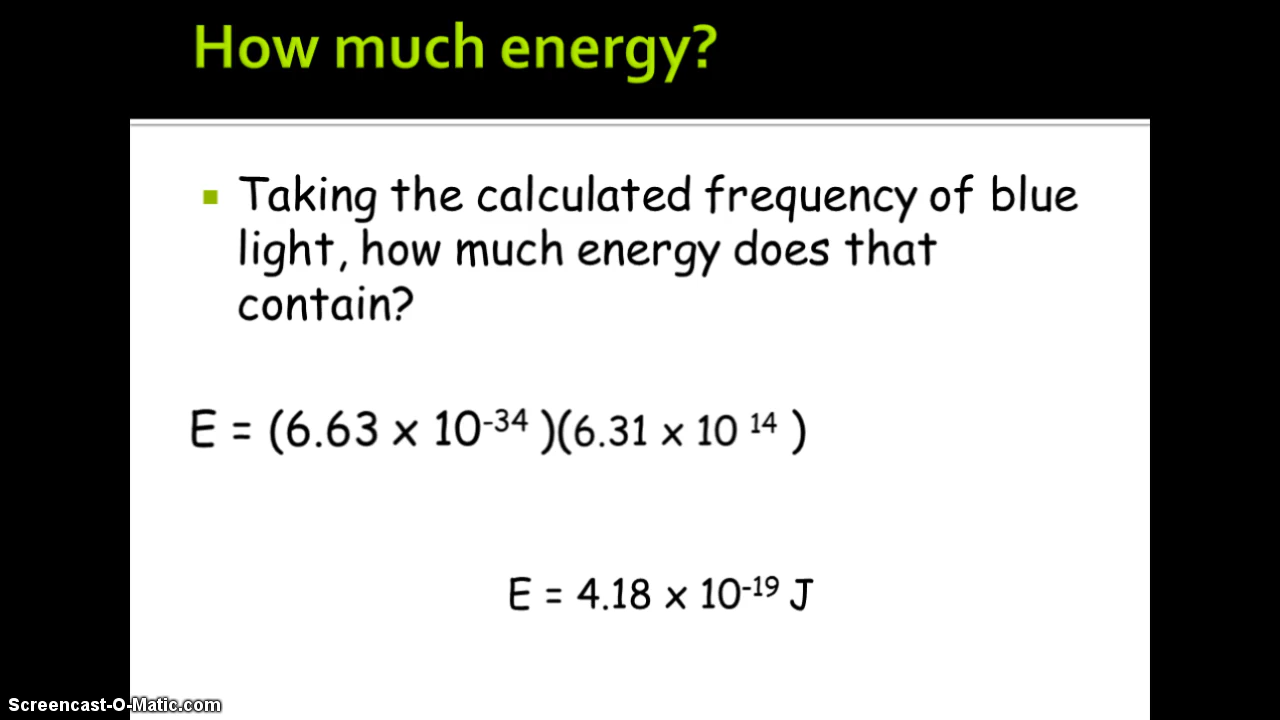 How much energy?
Taking the calculated frequency of blue
light, how much energy does that
contain?
E = (6.63 x 10⁻³⁴ )(6.31 x 10 ¹⁴ )
E = 4.18 x 10⁻¹⁹ J
Screencast-O-Matic.com